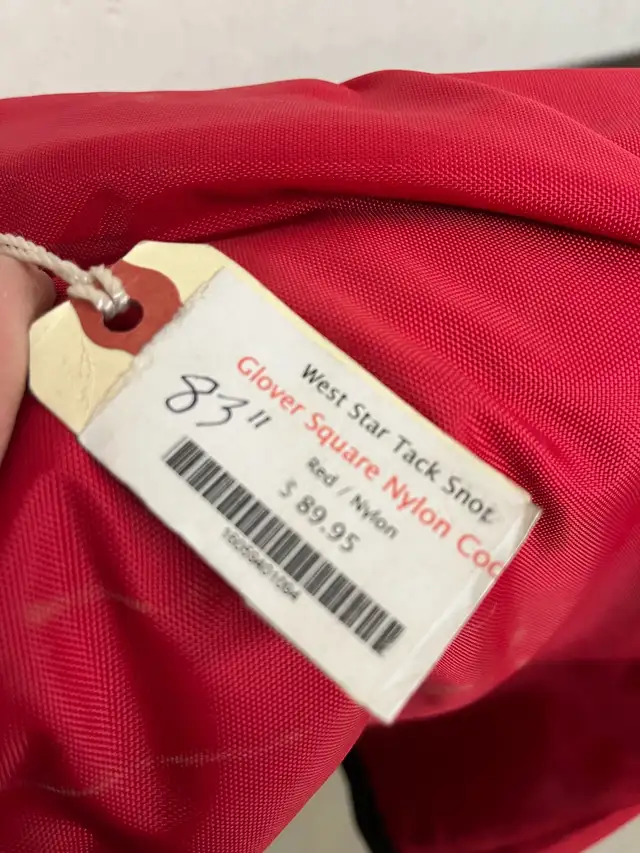 West Star Tack Shop
Glover Square Nylon Coo
83"
Red / Nylon
$ 89.95